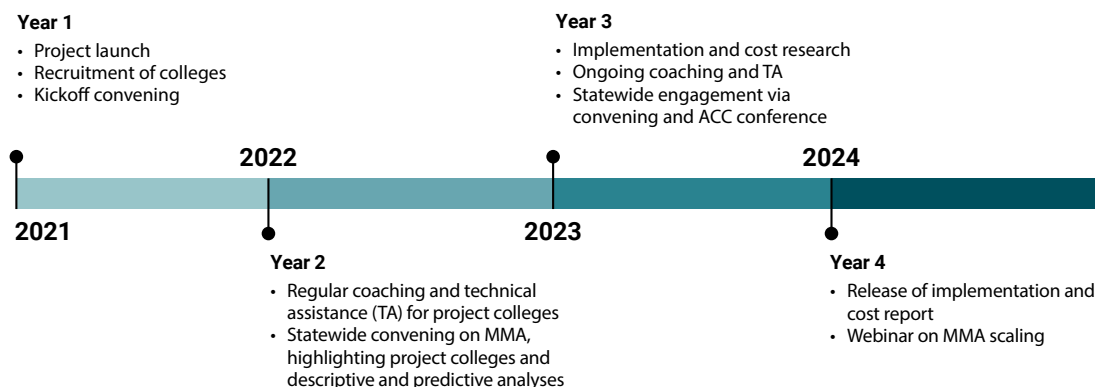 Year 1
• Project launch
• Recruitment of colleges
• Kickoff convening
Year 3
• Implementation and cost research
• Ongoing coaching and TA
• Statewide engagement via
convening and ACC conference
2022
2024
2021
2023
Year 2
• Regular coaching and technical
assistance (TA) for project colleges
• Statewide convening on MMA,
highlighting project colleges and
descriptive and predictive analyses
Year 4
• Release of implementation and
cost report
• Webinar on MMA scaling